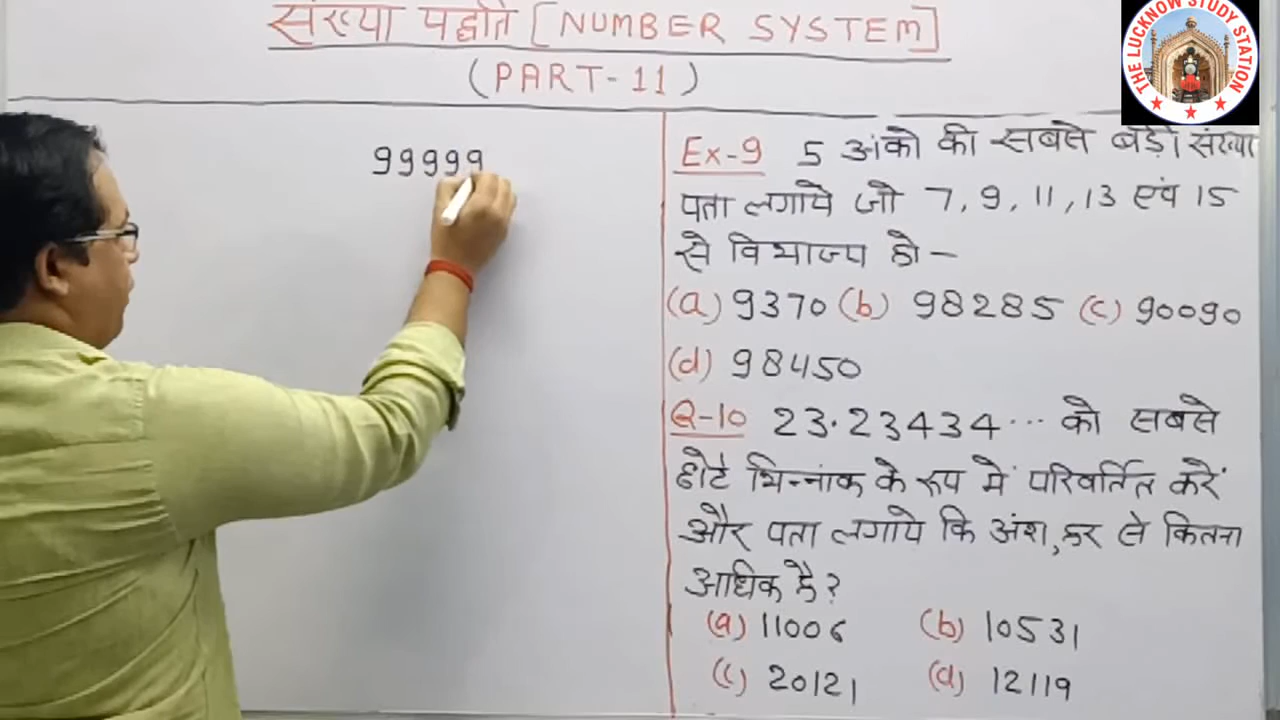 संख्या पद्धति [NUMBER SYSTEM]
(PART-11)
THE LUCKNOW STUDY STATION
99999
Ex-9 5 अंको की सबसे बड़ी संख्या
पता लगाये जो 7, 9, 11, 13 एवं 15
से विभाज्य हो -
(a) 9370 (b) 98285 (c) 90090
(d) 98450
Q-10 23.23434... को सबसे
छोटे भिन्नांक के रूप में परिवर्तित करें
और पता लगाये कि अंश, हर से कितना
अधिक है?
(a) 11006 (b) 10531
(c) 20121 (d) 12119